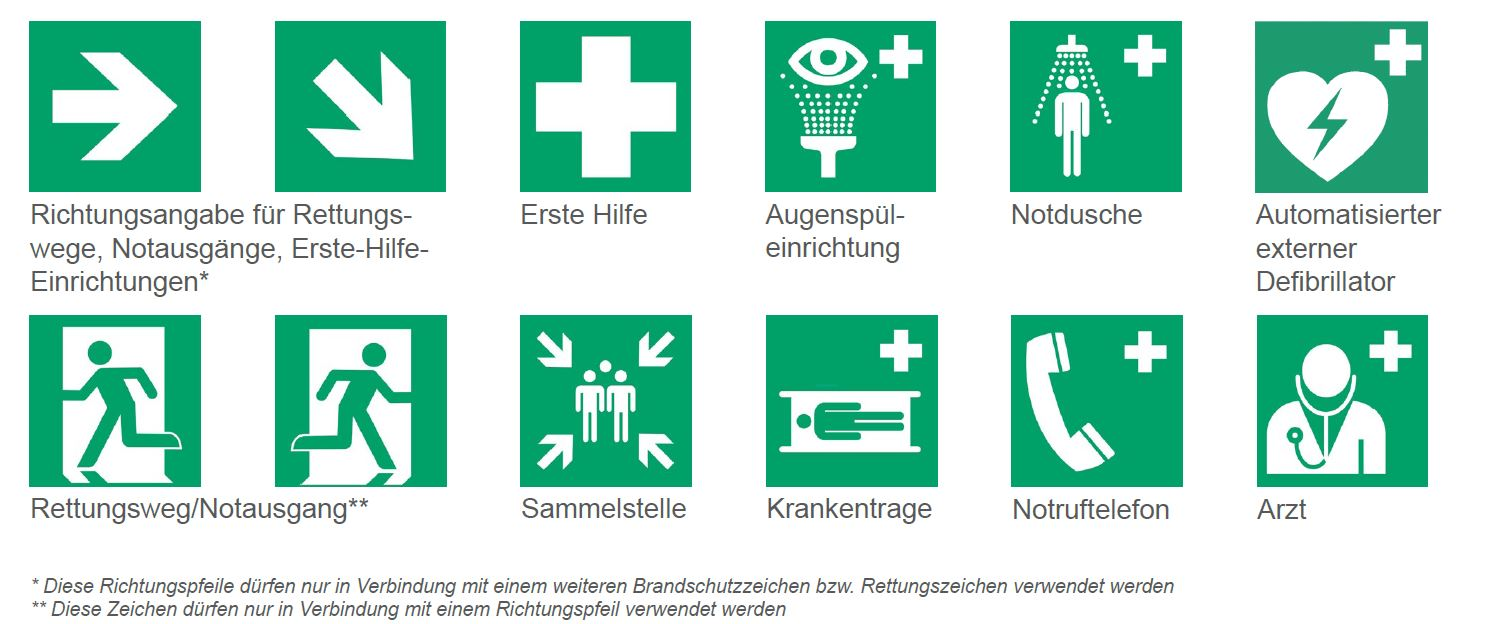 Richtungsangabe für Rettungs-
wege, Notausgänge, Erste-Hilfe-
Einrichtungen*
Erste Hilfe
Augenspül-
einrichtung
Notdusche
Automatisierter
externer
Defibrillator
Rettungsweg/Notausgang**
Sammelstelle
Krankentrage
Notruftelefon
Arzt
* Diese Richtungspfeile dürfen nur in Verbindung mit einem weiteren Brandschutzzeichen bzw. Rettungszeichen verwendet werden
** Diese Zeichen dürfen nur in Verbindung mit einem Richtungspfeil verwendet werden